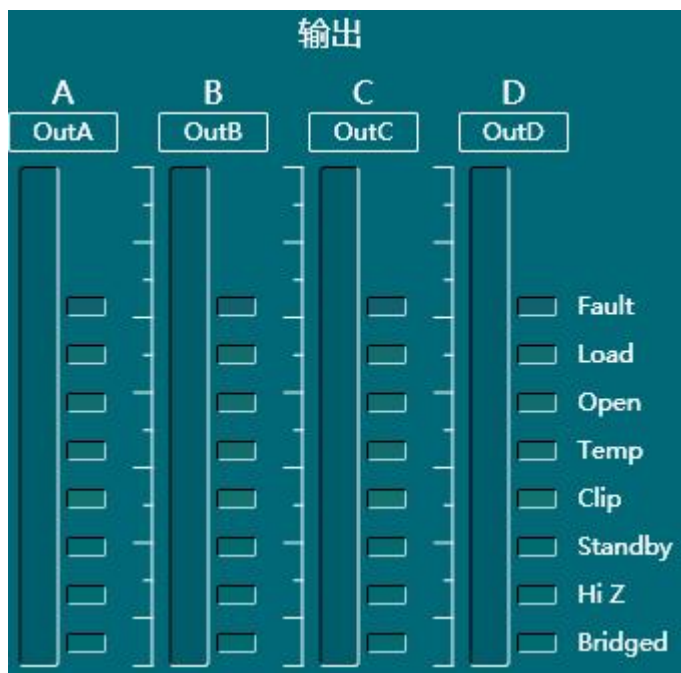 输出
A B C D
OutA OutB OutC OutD
Fault
Load
Open
Temp
Clip
Standby
Hi Z
Bridged